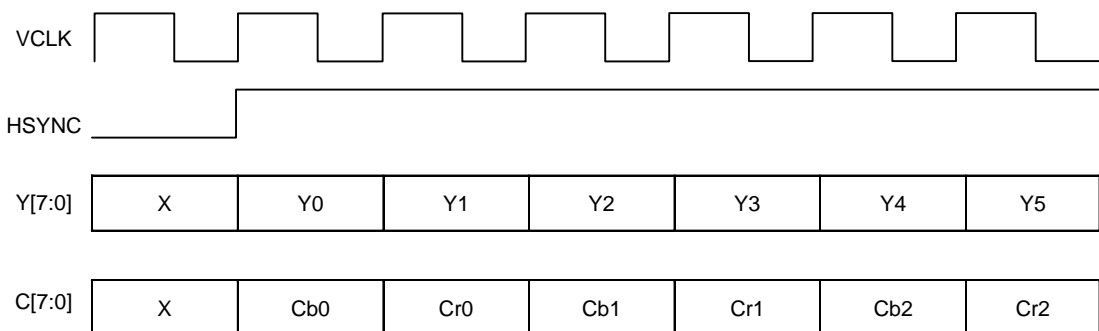 VCLK
HSYNC
Y[7:0] X Y0 Y1 Y2 Y3 Y4 Y5
C[7:0] X Cb0 Cr0 Cb1 Cr1 Cb2 Cr2